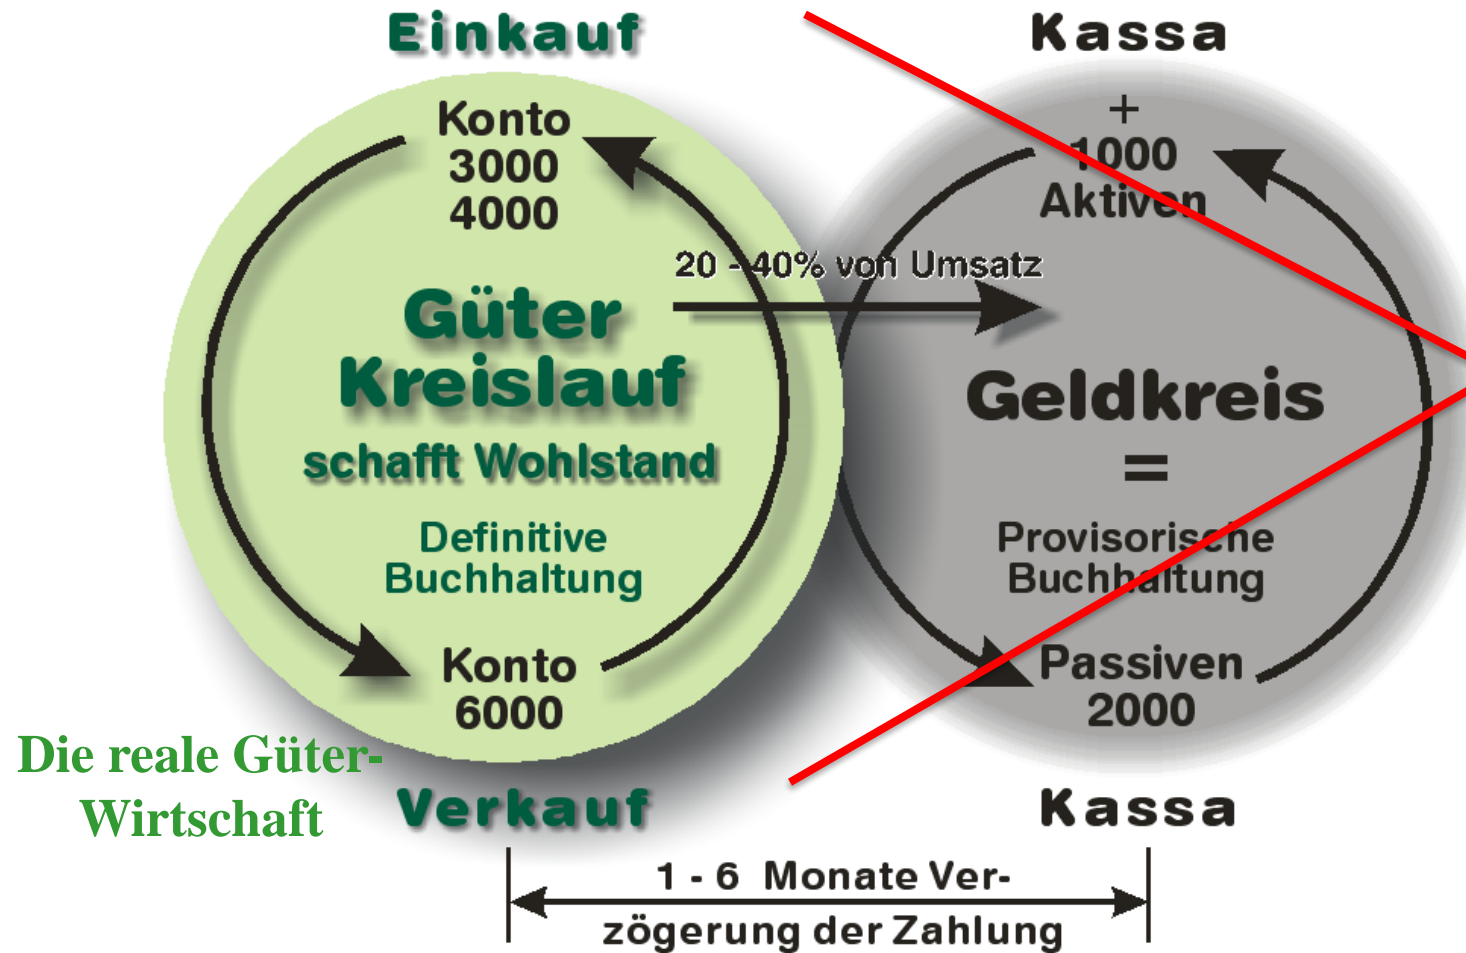 Einkauf
Konto
3000
4000
Güter
Kreislauf
schafft Wohlstand
Definitive
Buchhaltung
Konto
6000
Verkauf
Die reale Güter-
Wirtschaft
20 - 40% von Umsatz
Kassa
+
1000
Aktiven
Geldkreis
=
Provisorische
Buchhaltung
Passiven
2000
Kassa
1 - 6 Monate Ver-
zögerung der Zahlung